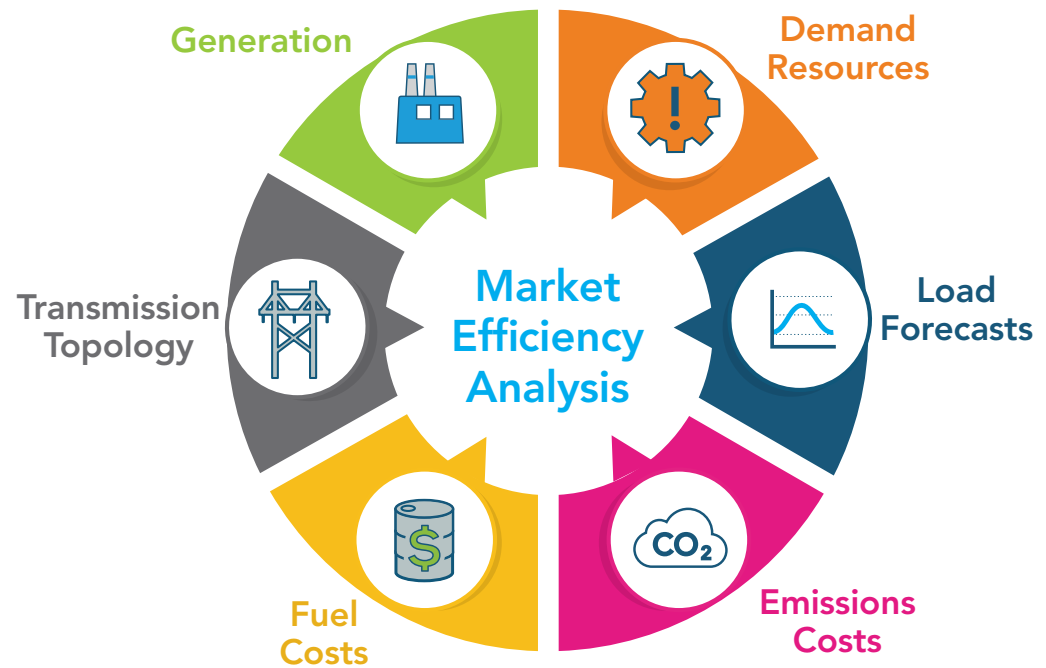 Generation
Demand
Resources
Transmission
Topology
Market
Efficiency
Analysis
Load
Forecasts
$
CO2
Fuel
Costs
Emissions
Costs